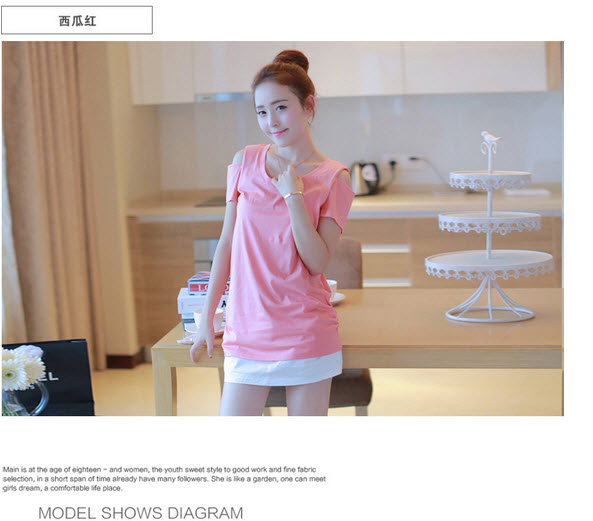 西瓜红
Main is at the age of eighteen ~ and women, the youth sweet style to good work and fine fabric
selection, in a short span of time already have many followers. She is like a garden, one can meet
girls dream, a comfortable life place.
MODEL SHOWS DIAGRAM